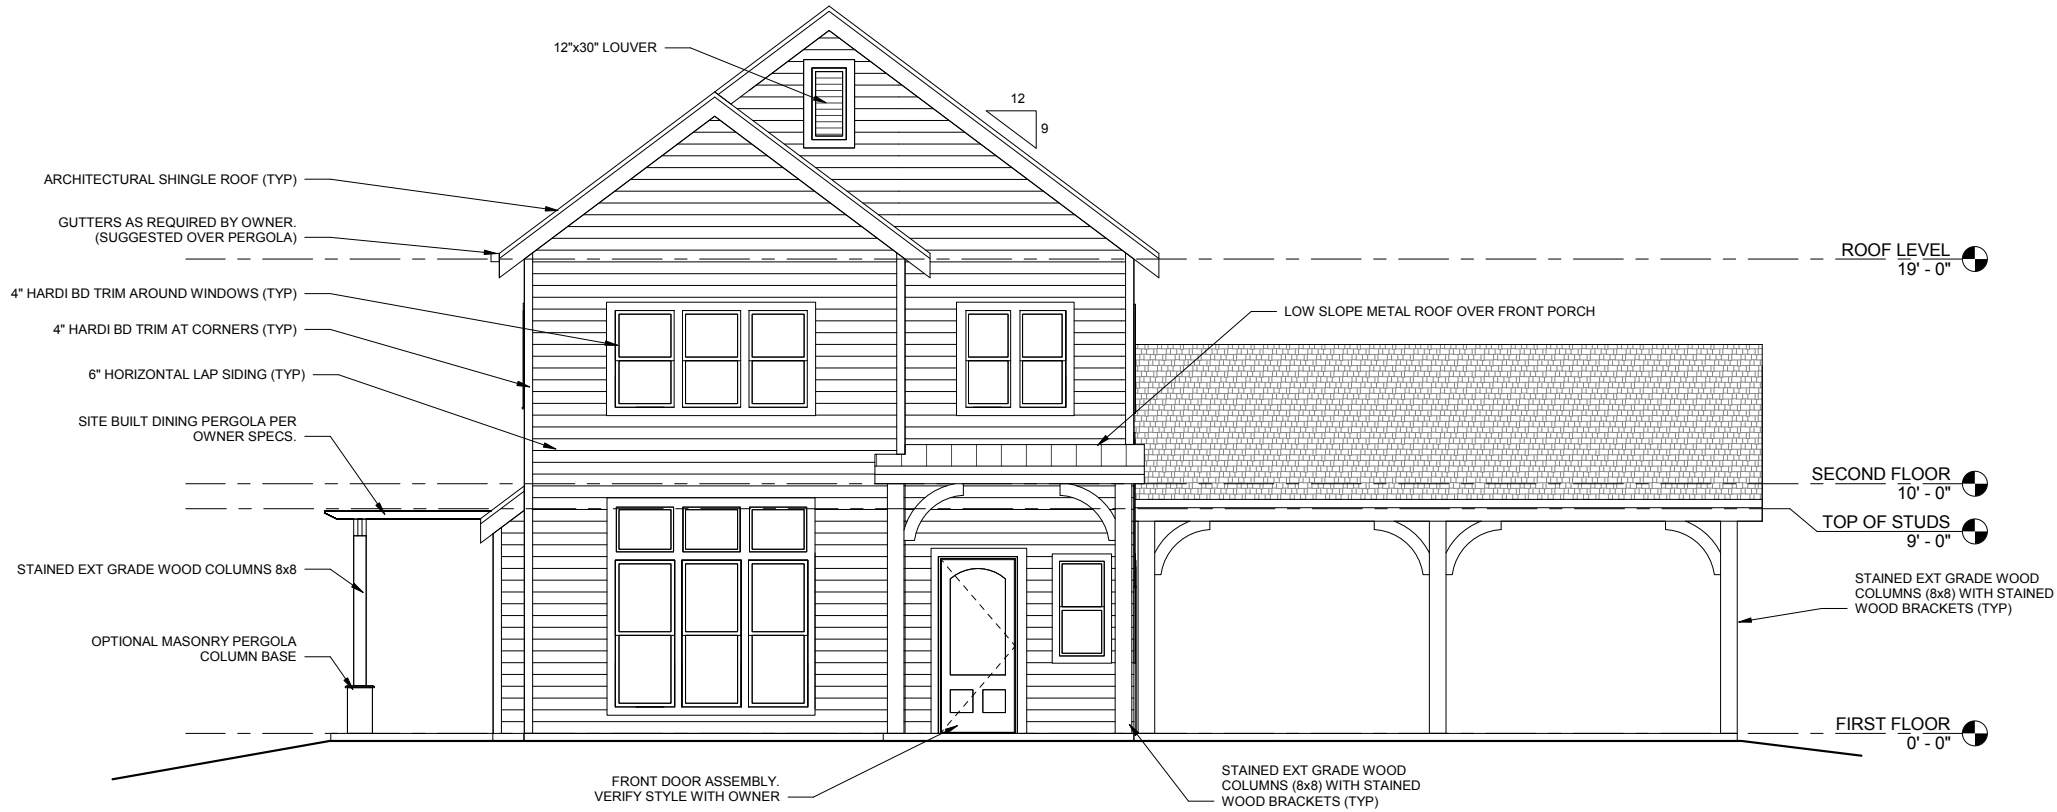 12"x30" LOUVER
12
9
ARCHITECTURAL SHINGLE ROOF (TYP)
GUTTERS AS REQUIRED BY OWNER.
(SUGGESTED OVER PERGOLA)
ROOF LEVEL
19' - 0"
4" HARDI BD TRIM AROUND WINDOWS (TYP)
LOW SLOPE METAL ROOF OVER FRONT PORCH
4" HARDI BD TRIM AT CORNERS (TYP)
6" HORIZONTAL LAP SIDING (TYP)
SITE BUILT DINING PERGOLA PER
OWNER SPECS.
SECOND FLOOR
10' - 0"
TOP OF STUDS
9' - 0"
STAINED EXT GRADE WOOD COLUMNS 8x8
STAINED EXT GRADE WOOD
COLUMNS (8x8) WITH STAINED
WOOD BRACKETS (TYP)
OPTIONAL MASONRY PERGOLA
COLUMN BASE
FIRST FLOOR
0' - 0"
FRONT DOOR ASSEMBLY.
VERIFY STYLE WITH OWNER
STAINED EXT GRADE WOOD
COLUMNS (8x8) WITH STAINED
WOOD BRACKETS (TYP)